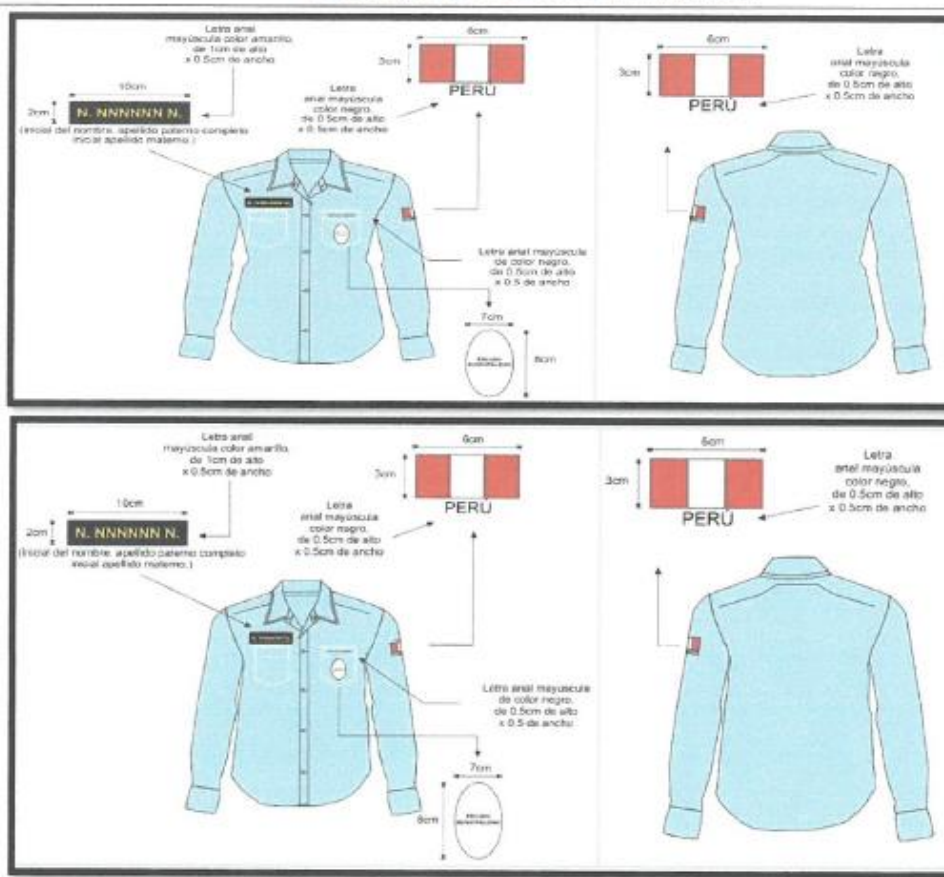 Letra arial
mayúscula color amarillo,
de 1cm de alto
x 0.5cm de ancho
10cm
2cm
N. NNNNNN N.
(Inicial del nombre, apellido paterno completo
inicial apellido materno.)
6cm
3cm
PERÚ
Letra
arial mayúscula
color negro,
de 0.5cm de alto
x 0.5cm de ancho
Letra arial mayúscula
de color negro,
de 0.5cm de alto
x 0.5 de ancho
7cm
8cm
6cm
3cm
PERÚ
Letra
arial mayúscula
color negro,
de 0.5cm de alto
x 0.5cm de ancho
Letra arial
mayúscula color amarillo,
de 1cm de alto
x 0.5cm de ancho
10cm
2cm
N. NNNNNN N.
(Inicial del nombre, apellido paterno completo
inicial apellido materno.)
6cm
3cm
PERÚ
Letra
arial mayúscula
color negro,
de 0.5cm de alto
x 0.5cm de ancho
Letra arial mayúscula
de color negro,
de 0.5cm de alto
x 0.5 de ancho
7cm
8cm
6cm
3cm
PERÚ
Letra
arial mayúscula
color negro,
de 0.5cm de alto
x 0.5cm de ancho